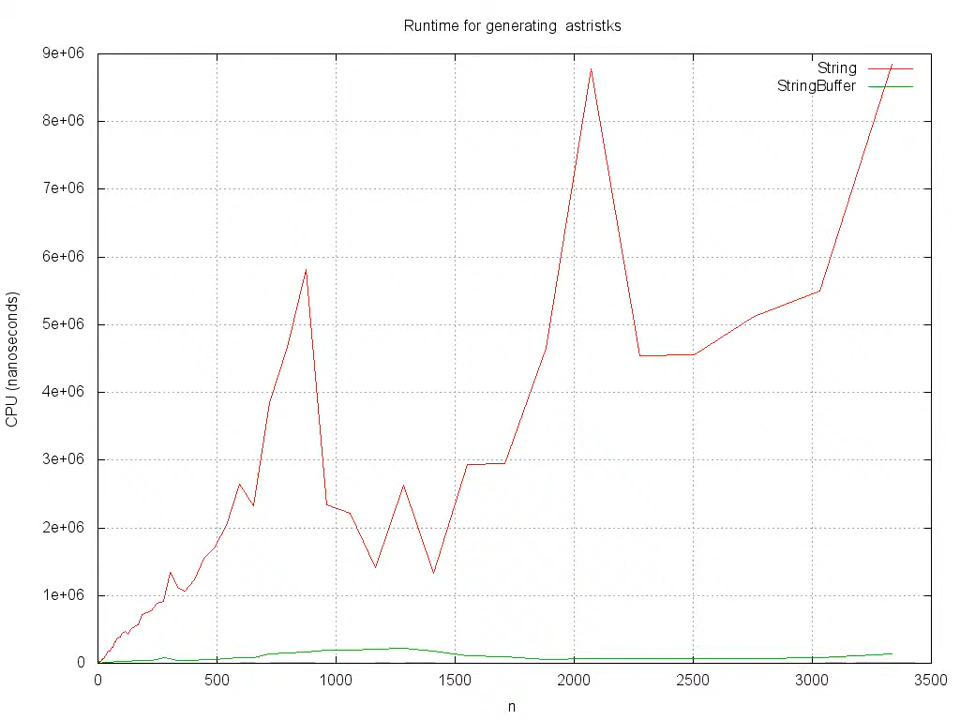 Runtime for generating  astristks
String
StringBuffer
9e+06
8e+06
7e+06
6e+06
5e+06
4e+06
3e+06
2e+06
1e+06
0
CPU (nanoseconds)
0 500 1000 1500 2000 2500 3000 3500
n